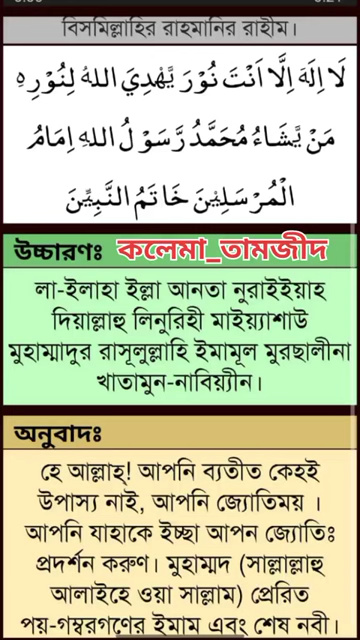 বিসমিল্লাহির রাহমানির রাহীম।
لَا اِلٰهَ اِلَّا اَنْتَ نُوْرَ يَّهْدِيَ اللهُ لِنُوْرِهٖ
مَنْ يَّشَاءُ مُحَمَّدُ رَّسَوْلُ اللهِ اِمَامُ
الْمُرْسَلِيْنَ خَاتَمُ النَّبِيِّنَ
উচ্চারণঃ কলেমা_তামজীদ
লা-ইলাহা ইল্লা আনতা নুরাইইয়াহ
দিয়াল্লাহু লিনুরিহী মাইয়্যাশাউ
মুহাম্মাদুর রাসূলুল্লাহি ইমামূল মুরছালীনা
খাতামুন-নাবিয়্যীন।
অনুবাদঃ
হে আল্লাহ্! আপনি ব্যতীত কেহই
উপাস্য নাই, আপনি জ্যোতিময় ।
আপনি যাহাকে ইচ্ছা আপন জ্যোতিঃ
প্রদর্শন করুণ। মুহাম্মদ (সাল্লাল্লাহু
আলাইহে ওয়া সাল্লাম) প্রেরিত
পয়-গম্বরগণের ইমাম এবং শেষ নবী।